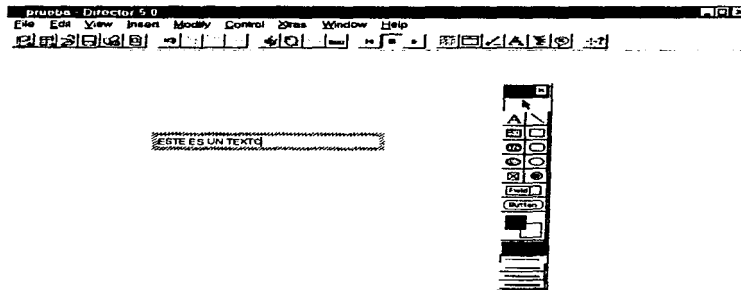 prueba - Director 5.0
File Edit View Insert Modify Control Xtras Window Help
ESTE ES UN TEXTO
A
Field
Button